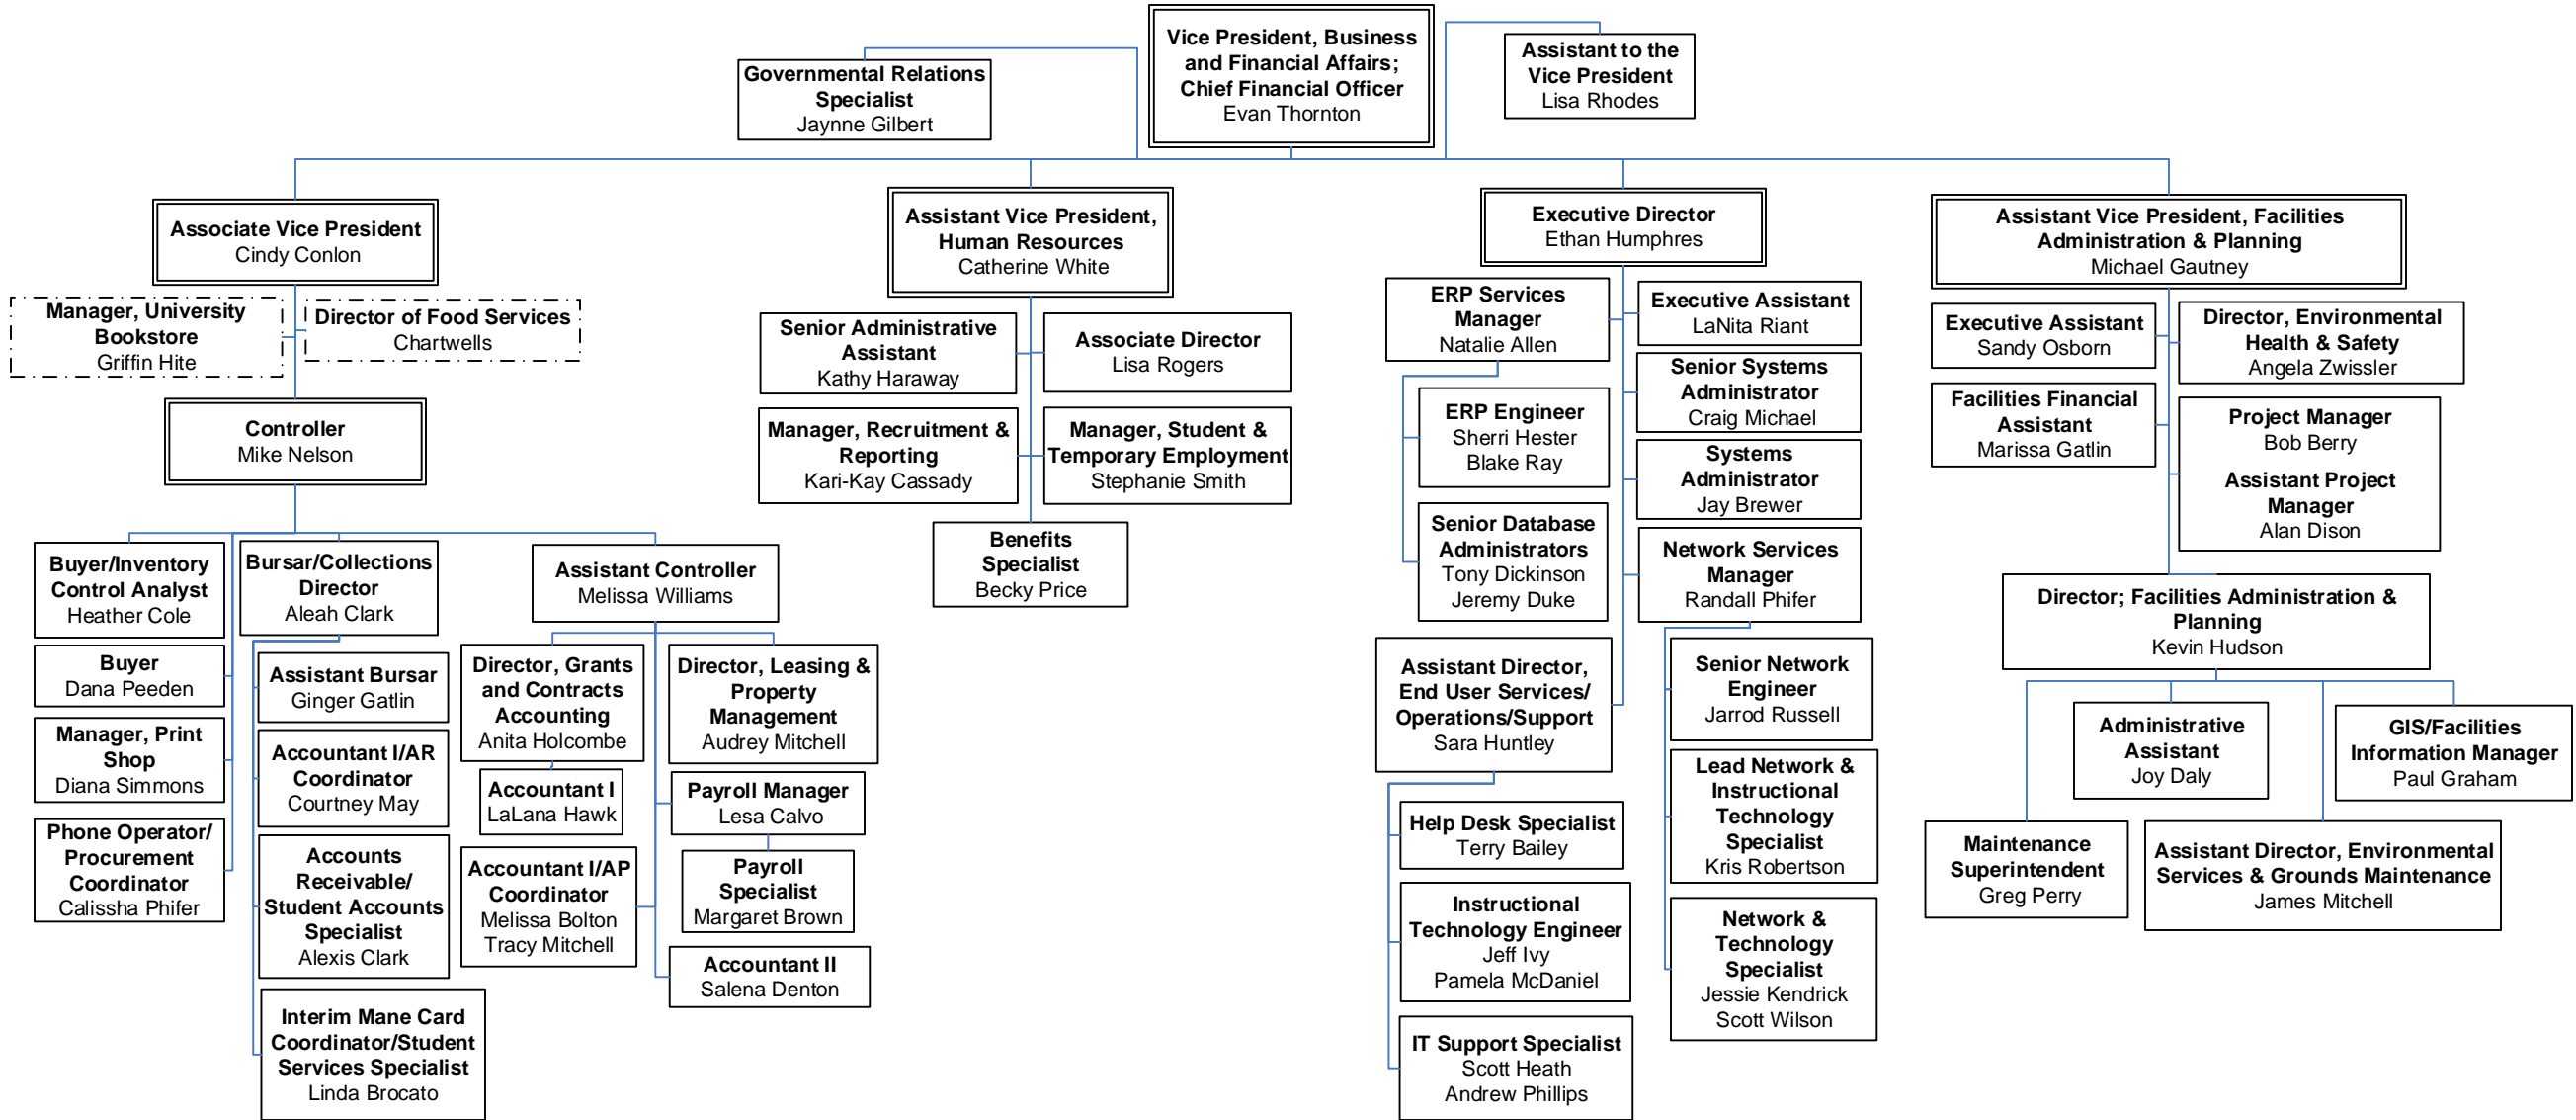 Vice President, Business
and Financial Affairs;
Chief Financial Officer
Evan Thornton
Governmental Relations
Specialist
Jaynne Gilbert
Assistant to the
Vice President
Lisa Rhodes
Associate Vice President
Cindy Conlon
Manager, University
Bookstore
Griffin Hite
Director of Food Services
Chartwells
Controller
Mike Nelson
Buyer/Inventory
Control Analyst
Heather Cole
Buyer
Dana Peeden
Manager, Print
Shop
Diana Simmons
Phone Operator/
Procurement
Coordinator
Calissha Phifer
Bursar/Collections
Director
Aleah Clark
Assistant Bursar
Ginger Gatlin
Accountant I/AR
Coordinator
Courtney May
Accounts
Receivable/
Student Accounts
Specialist
Alexis Clark
Interim Mane Card
Coordinator/Student
Services Specialist
Linda Brocato
Assistant Controller
Melissa Williams
Director, Grants
and Contracts
Accounting
Anita Holcombe
Accountant I
LaLana Hawk
Accountant I/AP
Coordinator
Melissa Bolton
Tracy Mitchell
Director, Leasing &
Property
Management
Audrey Mitchell
Payroll Manager
Lesa Calvo
Payroll
Specialist
Margaret Brown
Accountant II
Salena Denton
Assistant Vice President,
Human Resources
Catherine White
Senior Administrative
Assistant
Kathy Haraway
Associate Director
Lisa Rogers
Manager, Recruitment &
Reporting
Kari-Kay Cassady
Manager, Student &
Temporary Employment
Stephanie Smith
Benefits
Specialist
Becky Price
Executive Director
Ethan Humphres
ERP Services
Manager
Natalie Allen
ERP Engineer
Sherri Hester
Blake Ray
Senior Database
Administrators
Tony Dickinson
Jeremy Duke
Executive Assistant
LaNita Riant
Senior Systems
Administrator
Craig Michael
Systems
Administrator
Jay Brewer
Network Services
Manager
Randall Phifer
Senior Network
Engineer
Jarrod Russell
Lead Network &
Instructional
Technology
Specialist
Kris Robertson
Network &
Technology
Specialist
Jessie Kendrick
Scott Wilson
Assistant Director,
End User Services/
Operations/Support
Sara Huntley
Help Desk Specialist
Terry Bailey
Instructional
Technology Engineer
Jeff Ivy
Pamela McDaniel
IT Support Specialist
Scott Heath
Andrew Phillips
Assistant Vice President, Facilities
Administration & Planning
Michael Gautney
Executive Assistant
Sandy Osborn
Director, Environmental
Health & Safety
Angela Zwissler
Facilities Financial
Assistant
Marissa Gatlin
Project Manager
Bob Berry
Assistant Project
Manager
Alan Dison
Director; Facilities Administration &
Planning
Kevin Hudson
Administrative
Assistant
Joy Daly
GIS/Facilities
Information Manager
Paul Graham
Maintenance
Superintendent
Greg Perry
Assistant Director, Environmental
Services & Grounds Maintenance
James Mitchell